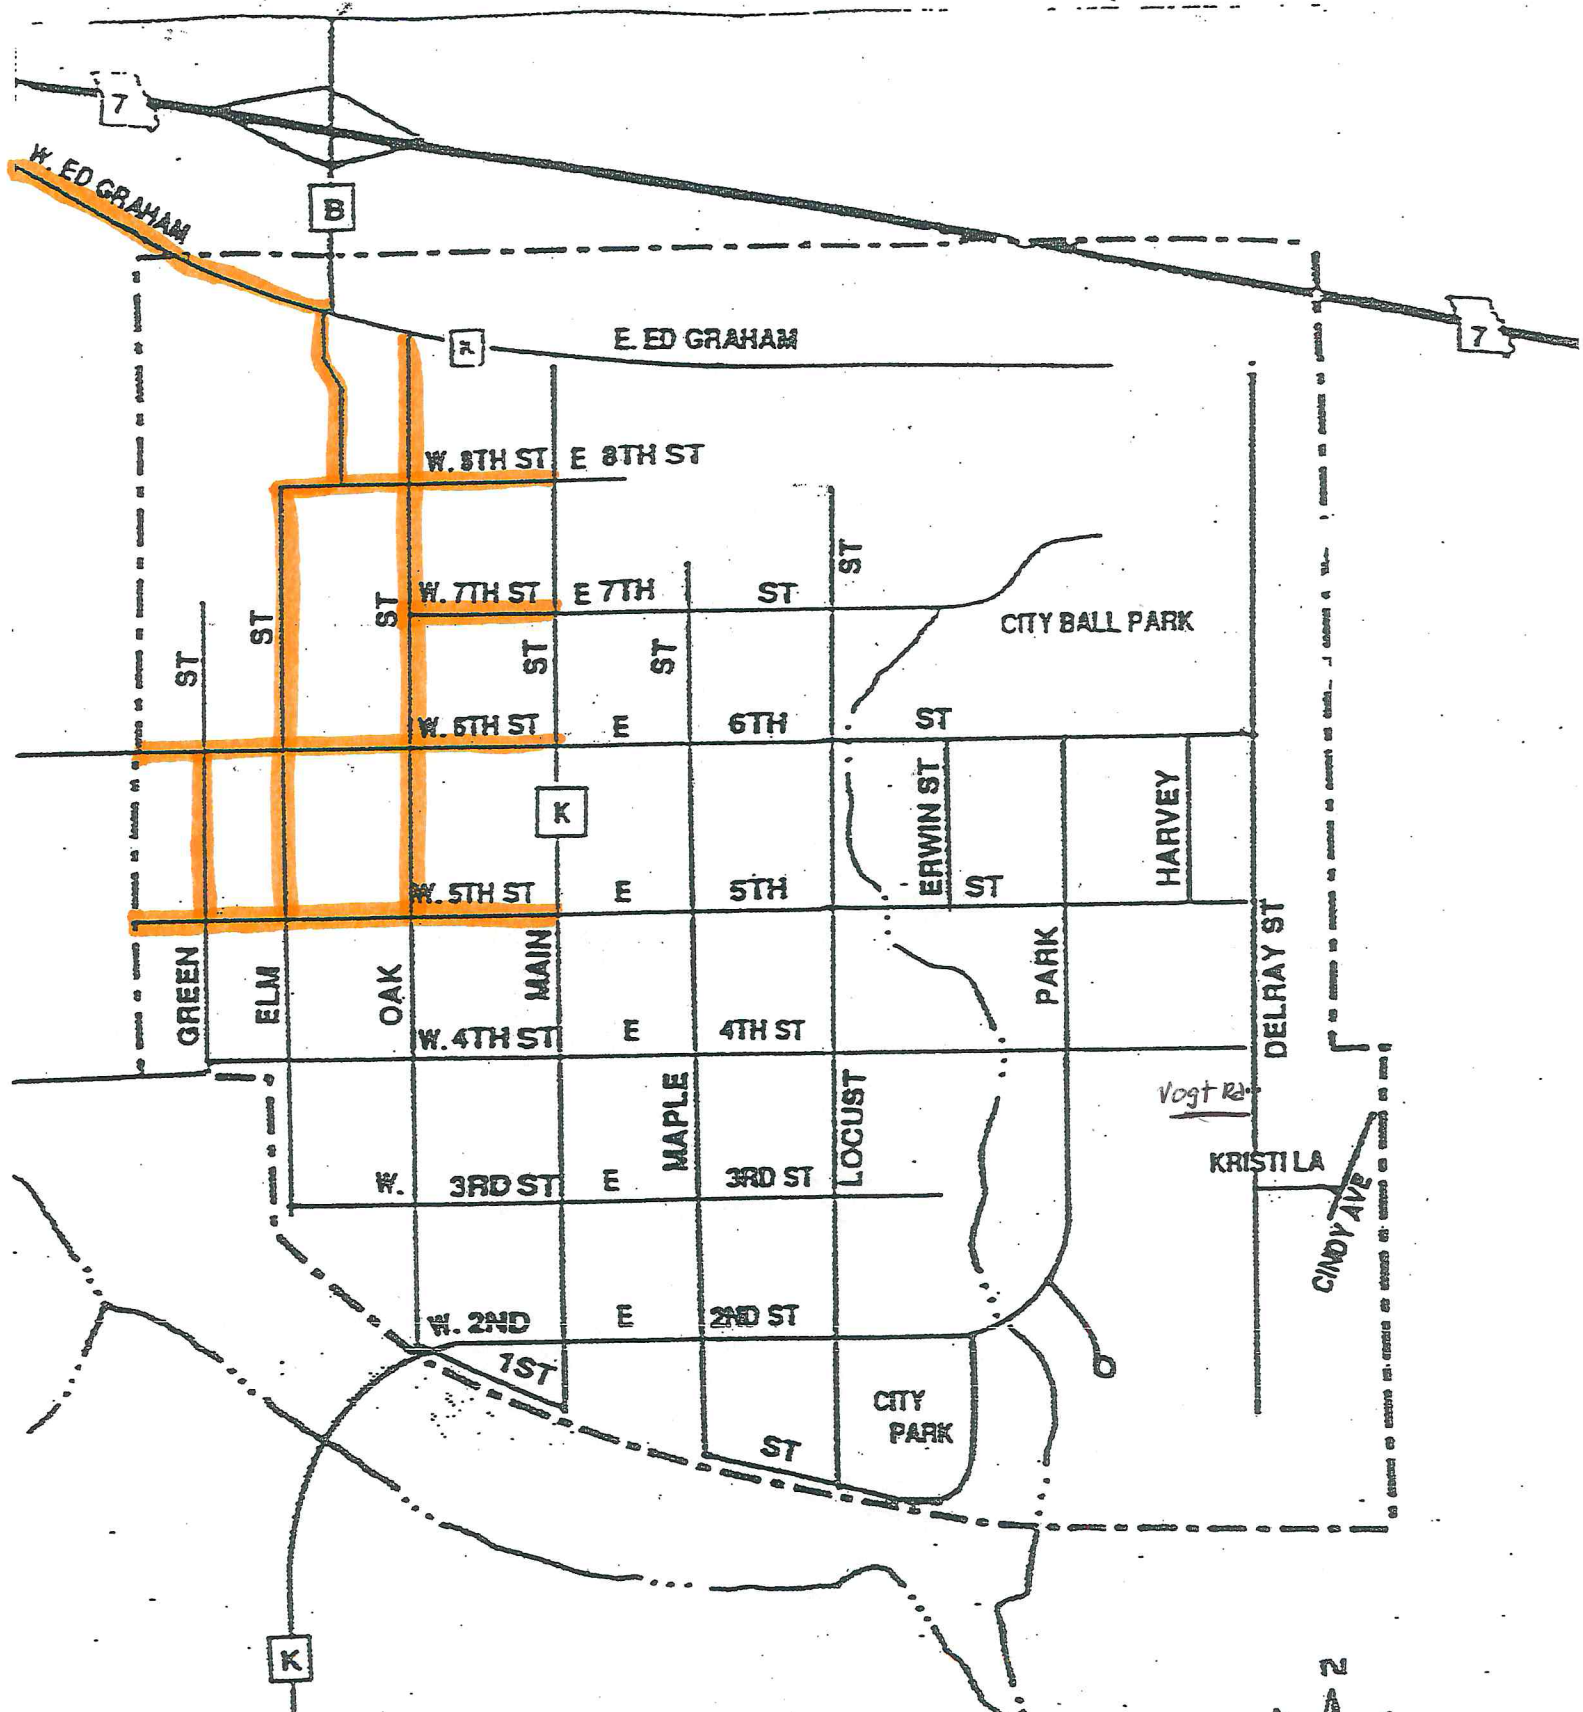 7
W. ED GRAHAM
B
7
E. ED GRAHAM
W. 8TH ST E 8TH ST
ST
W. 7TH ST E 7TH ST
ST
ST
CITY BALL PARK
ST
ST
ST
W. 6TH ST E 6TH ST
K
ERWIN ST
HARVEY
W. 5TH ST E 5TH ST
GREEN
ELM
OAK
MAIN
PARK
DELRAY ST
W. 4TH ST E 4TH ST
MAPLE
LOCUST
Vogt Rd
KRISTI LA
W. 3RD ST E 3RD ST
CINDY AVE
W. 2ND E 2ND ST
1ST
CITY
PARK
ST
K
N